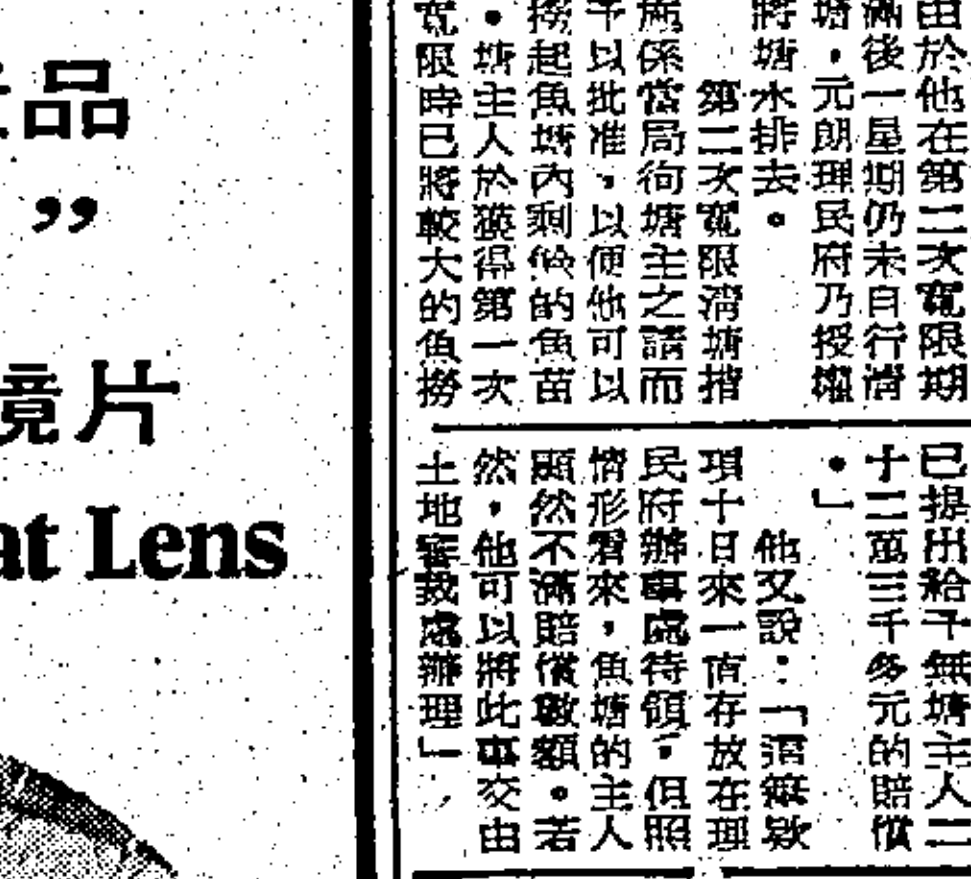 由於他在第二次寬限期
滿後一星期仍未自行清
塘，元朗理民府乃授權
將塘水排去。
第二次寬限清塘措
施係當局徇塘主之請而
予以批准，以便他可以
撈起魚塘內剩餘的魚苗
。塘主人於獲得第一次
寬限時已將較大的魚撈
已提出給予無塘主人二
十二萬三千多元的賠償
。」
他又說：「這筆款
項十日來一直存放在理
民府辦事處待領，但照
情形看來，魚塘的主人
顯然不滿賠償數額。若
然，他可以將此事交由
土地審裁處辦理」
品
”
鏡片
at Lens